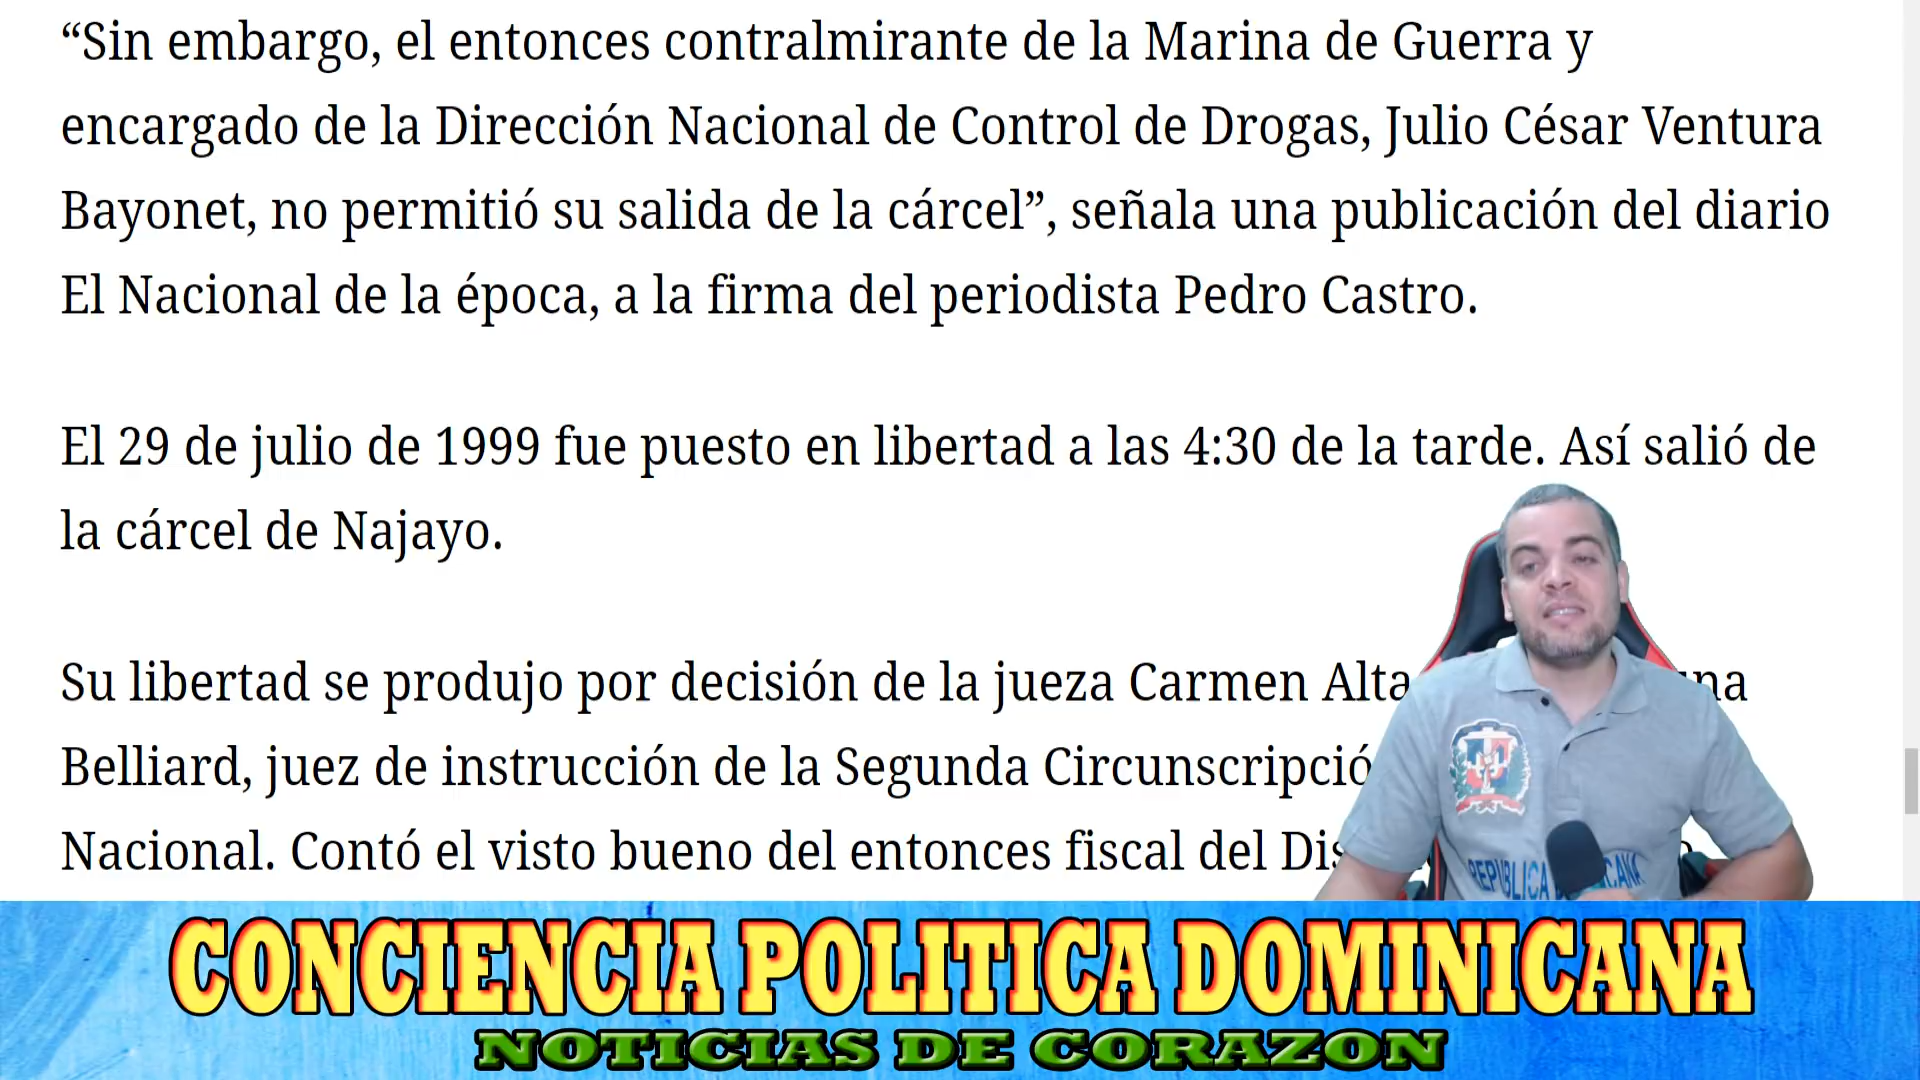 “Sin embargo, el entonces contralmirante de la Marina de Guerra y
encargado de la Dirección Nacional de Control de Drogas, Julio César Ventura
Bayonet, no permitió su salida de la cárcel”, señala una publicación del diario
El Nacional de la época, a la firma del periodista Pedro Castro.
El 29 de julio de 1999 fue puesto en libertad a las 4:30 de la tarde. Así salió de
la cárcel de Najayo.
Su libertad se produjo por decisión de la jueza Carmen
Belliard, juez de instrucción de la Segunda
Nacional. Contó el visto bueno del entonces fiscal del
REPUBLICA
CONCIENCIA POLITICA DOMINICANA
NOTICIAS DE CORAZON